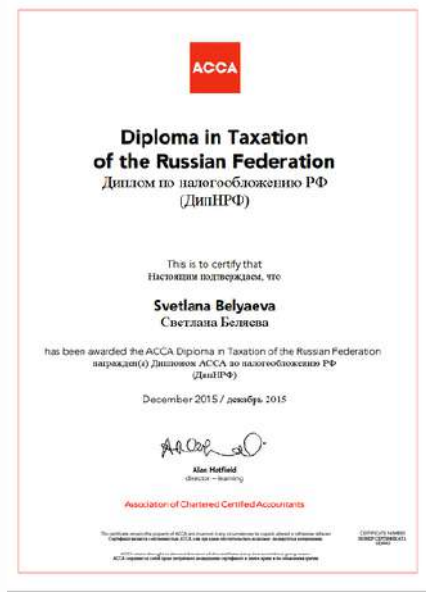 ACCA
Diploma in Taxation
of the Russian Federation
Диплом по налогообложению РФ
(ДипНРФ)
This is to certify that
Настоящим подтверждаем, что
Svetlana Belyaeva
Светлана Беляева
has been awarded the ACCA Diploma in Taxation of the Russian Federation
награжден(а) Дипломом АССА по налогообложению РФ
(ДипНРФ)
December 2015 / декабрь 2015
Alan Hatfield
director – learning
Association of Chartered Certified Accountants
CERTIFICATE NUMBER